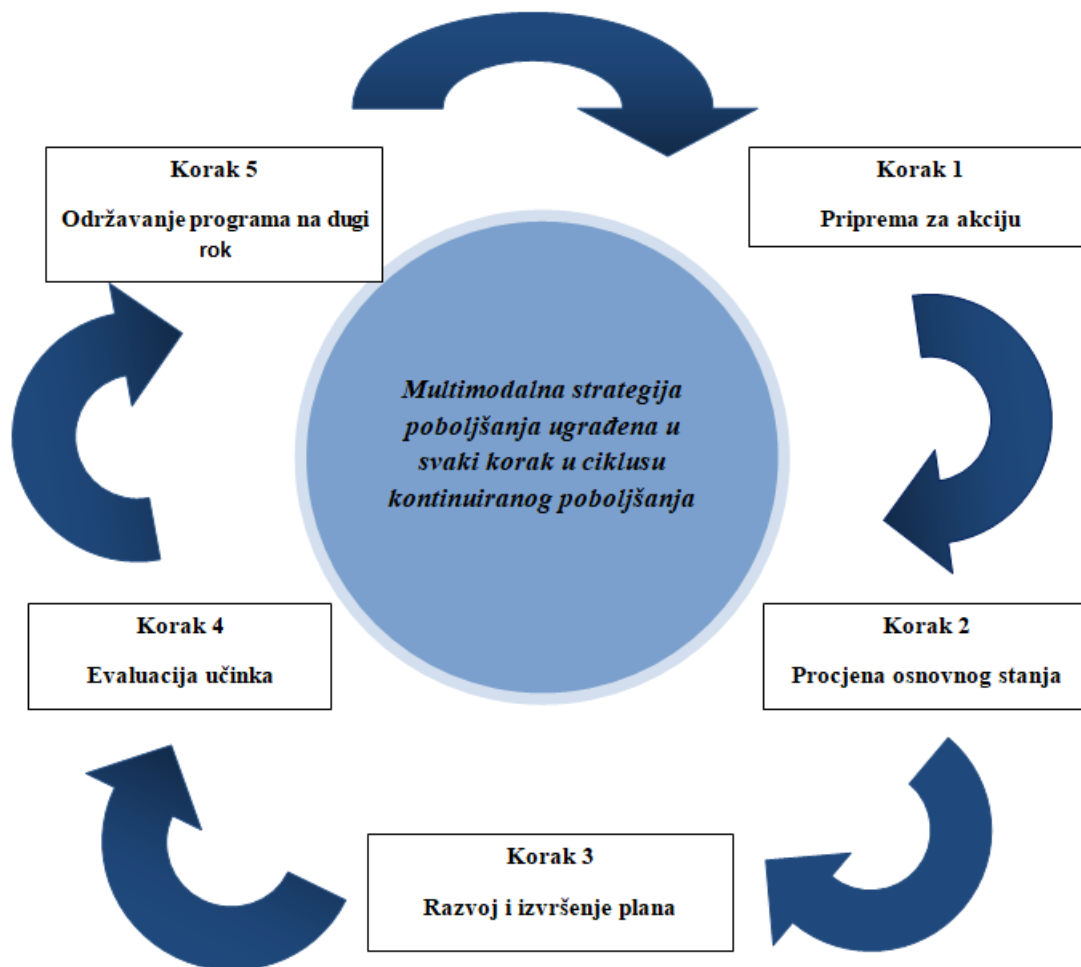 Korak 5
Održavanje programa na dugi
rok
Korak 1
Priprema za akciju
Multimodalna strategija
poboljšanja ugrađena u
svaki korak u ciklusu
kontinuiranog poboljšanja
Korak 4
Evaluacija učinka
Korak 2
Procjena osnovnog stanja
Korak 3
Razvoj i izvršenje plana